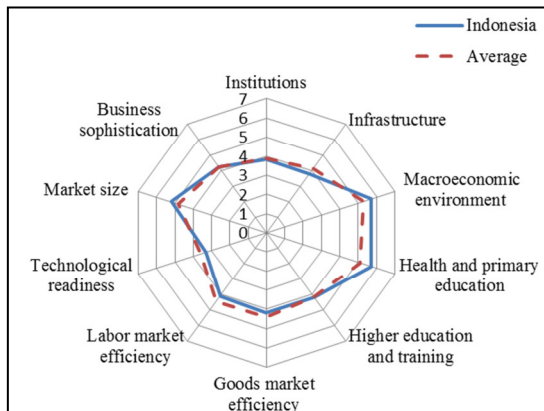 Indonesia
Average
Institutions
Infrastructure
Macroeconomic
environment
Health and primary
education
Higher education
and training
Goods market
efficiency
Labor market
efficiency
Technological
readiness
Market size
Business
sophistication
7
6
5
4
3
2
1
0